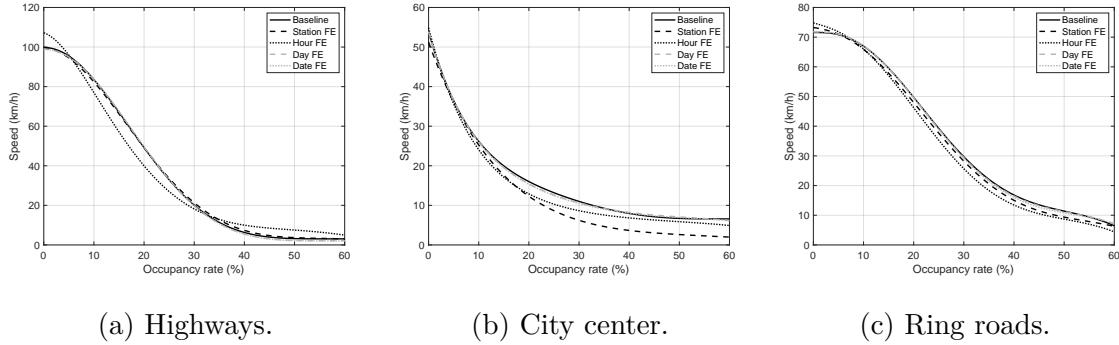 120
100
80
60
40
20
0
Speed (km/h)
0 10 20 30 40 50 60
Occupancy rate (%)
Baseline
Station FE
Hour FE
Day FE
Date FE
(a) Highways.
60
50
40
30
20
10
0
Speed (km/h)
0 10 20 30 40 50 60
Occupancy rate (%)
Baseline
Station FE
Hour FE
Day FE
Date FE
(b) City center.
80
70
60
50
40
30
20
10
0
Speed (km/h)
0 10 20 30 40 50 60
Occupancy rate (%)
Baseline
Station FE
Hour FE
Day FE
Date FE
(c) Ring roads.